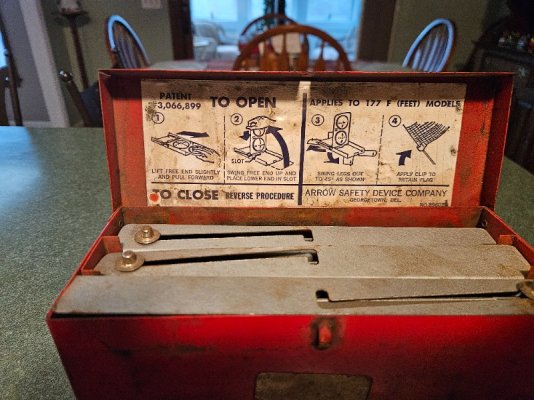 PATENT
3,066,899
TO OPEN
APPLIES TO 177 F (FEET) MODELS
1
2
3
4
SLOT
LIFT FREE END SLIGHTLY
AND PULL FORWARD
SWING FREE END UP AND
PLACE LOWER END IN SLOT
SWING LEGS OUT
TO 45° AS SHOWN
APPLY CLIP TO
RETAIN FLAG
TO CLOSE REVERSE PROCEDURE
ARROW SAFETY DEVICE COMPANY
GEORGETOWN, DEL.